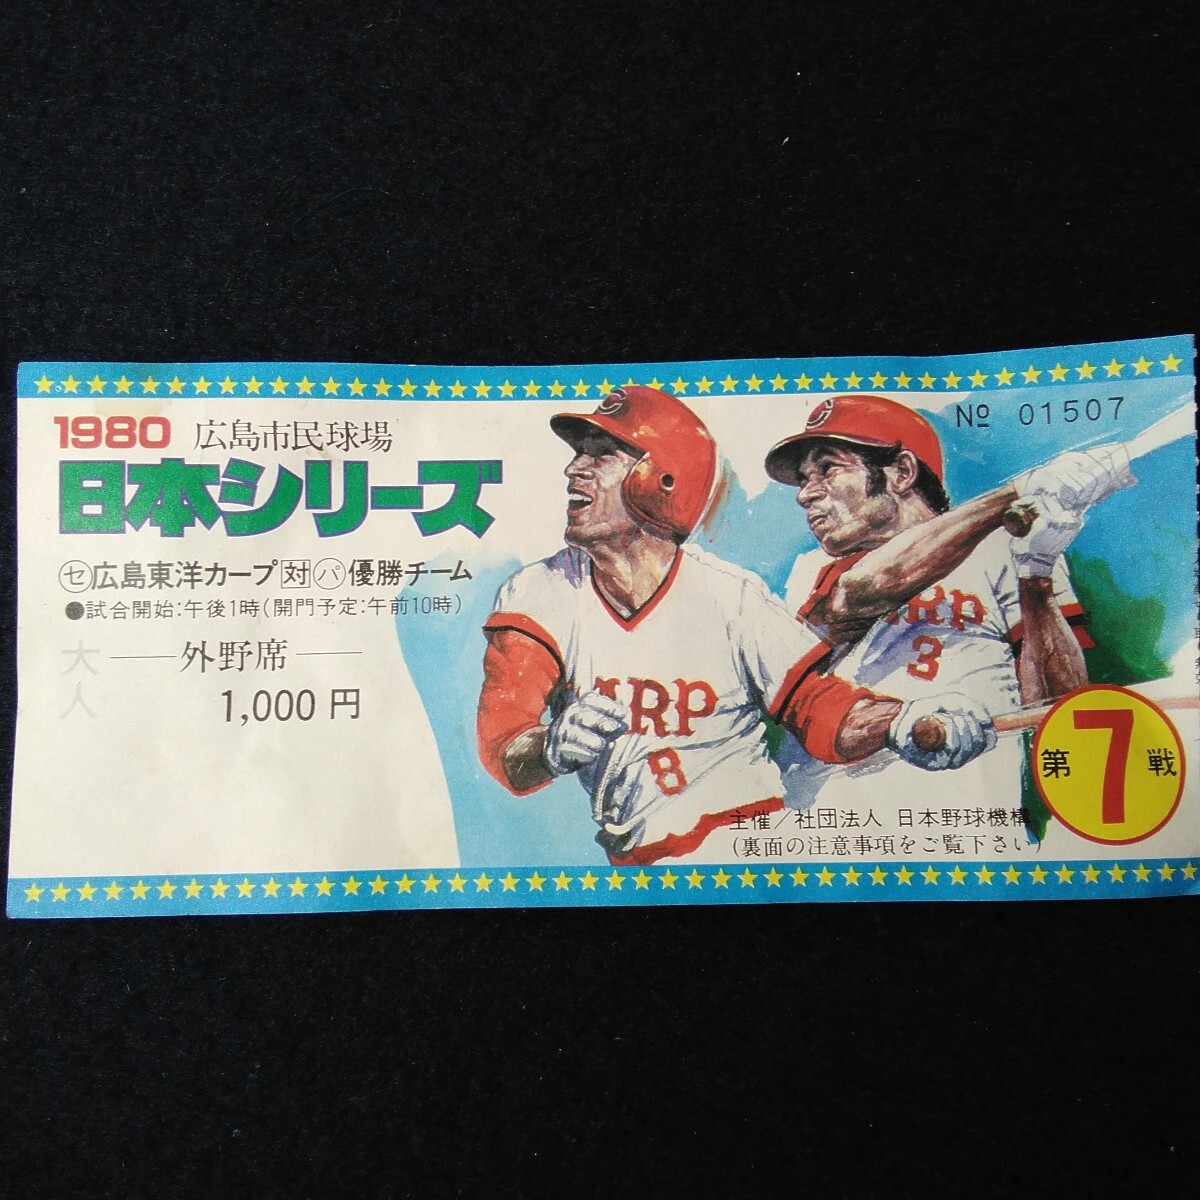 1980 広島市民球場
日本シリーズ
セ広島東洋カープ対パ優勝チーム
●試合開始:午後1時(開門予定:午前10時)
大人
外野席
1,000円
№ 01507
C
C
ARP
8
ARP
3
第7戦
主催/社団法人 日本野球機構
(裏面の注意事項をご覧下さい)